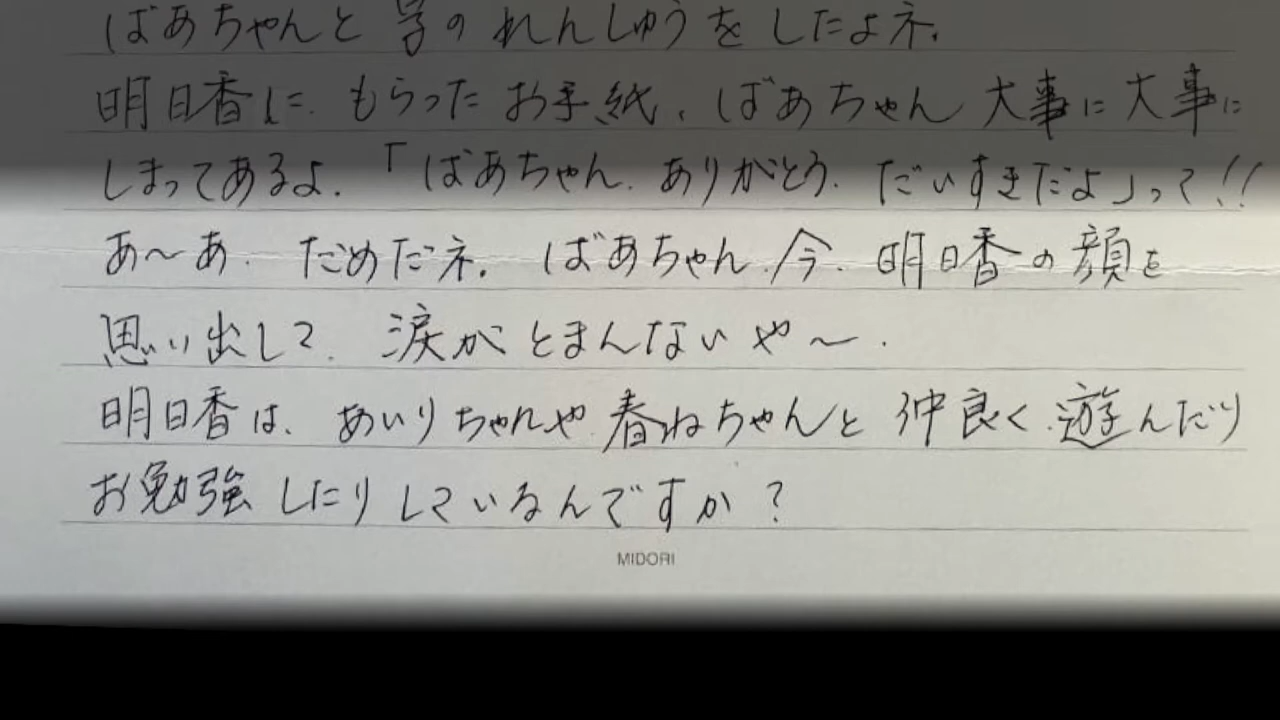 ばあちゃんと字のれんしゅうをしたよネ.
明日香に.もらったお手紙、ばあちゃん大事に大事に
しまってあるよ.「ばあちゃん.ありがとう.だいすきだよ」って!!
あ〜あ.だめだネ.ばあちゃん.今.明日香の顔を
思い出して.涙がとまんないや〜.
明日香は、あいりちゃんや春ねちゃんと仲良く遊んだり
お勉強したりしているんですか?
MIDORI